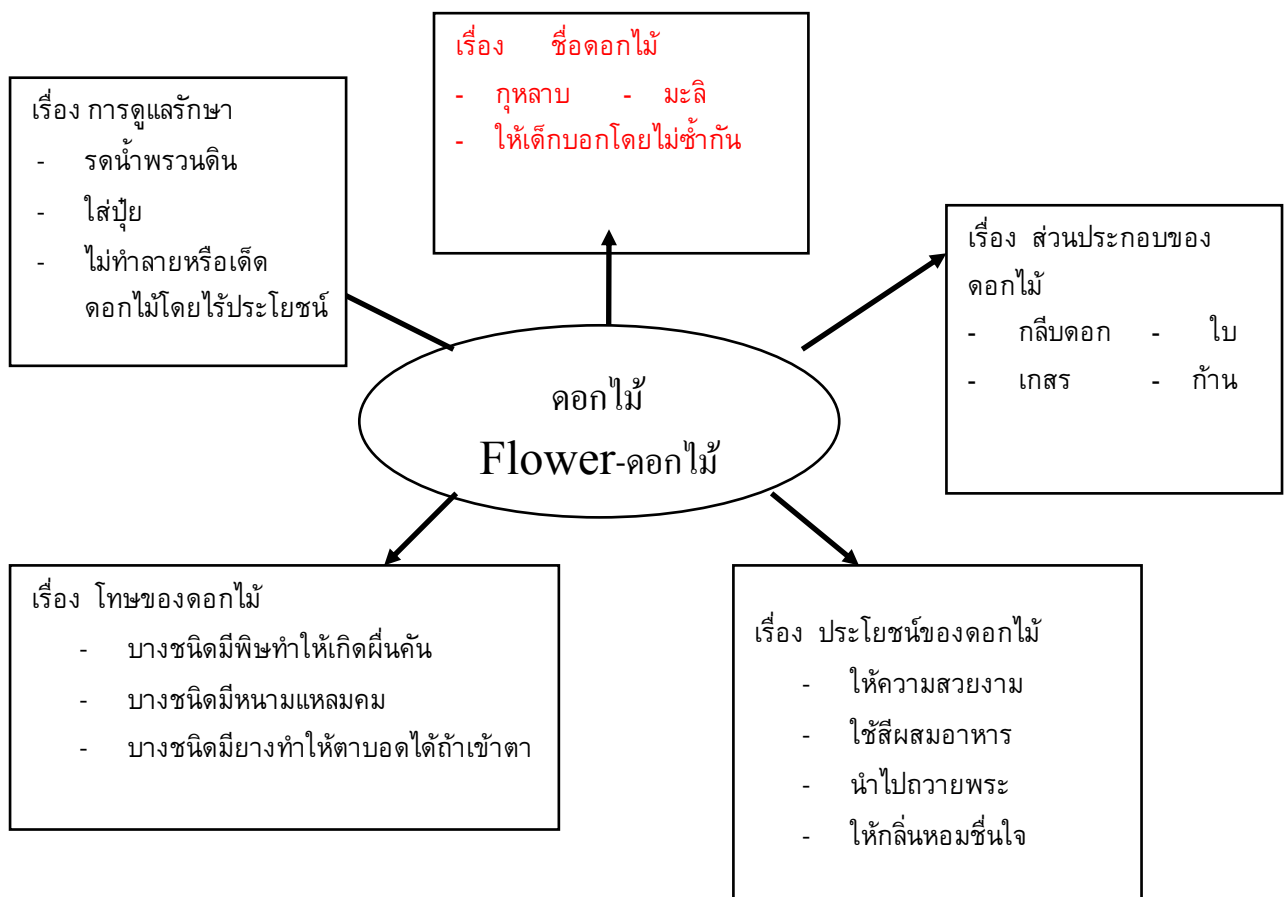 เรื่อง ชื่อดอกไม้
- กุหลาบ - มะลิ
- ให้เด็กบอกโดยไม่ซ้ำกัน
เรื่อง การดูแลรักษา
- รดน้ำพรวนดิน
- ใส่ปุ๋ย
- ไม่ทำลายหรือเด็ด
ดอกไม้โดยไร้ประโยชน์
เรื่อง ส่วนประกอบของ
ดอกไม้
- กลีบดอก - ใบ
- เกสร - ก้าน
ดอกไม้
Flower-ดอกไม้
เรื่อง โทษของดอกไม้
- บางชนิดมีพิษทำให้เกิดผื่นคัน
- บางชนิดมีหนามแหลมคม
- บางชนิดมียางทำให้ตาบอดได้ถ้าเข้าตา
เรื่อง ประโยชน์ของดอกไม้
- ให้ความสวยงาม
- ใช้สีผสมอาหาร
- นำไปถวายพระ
- ให้กลิ่นหอมชื่นใจ